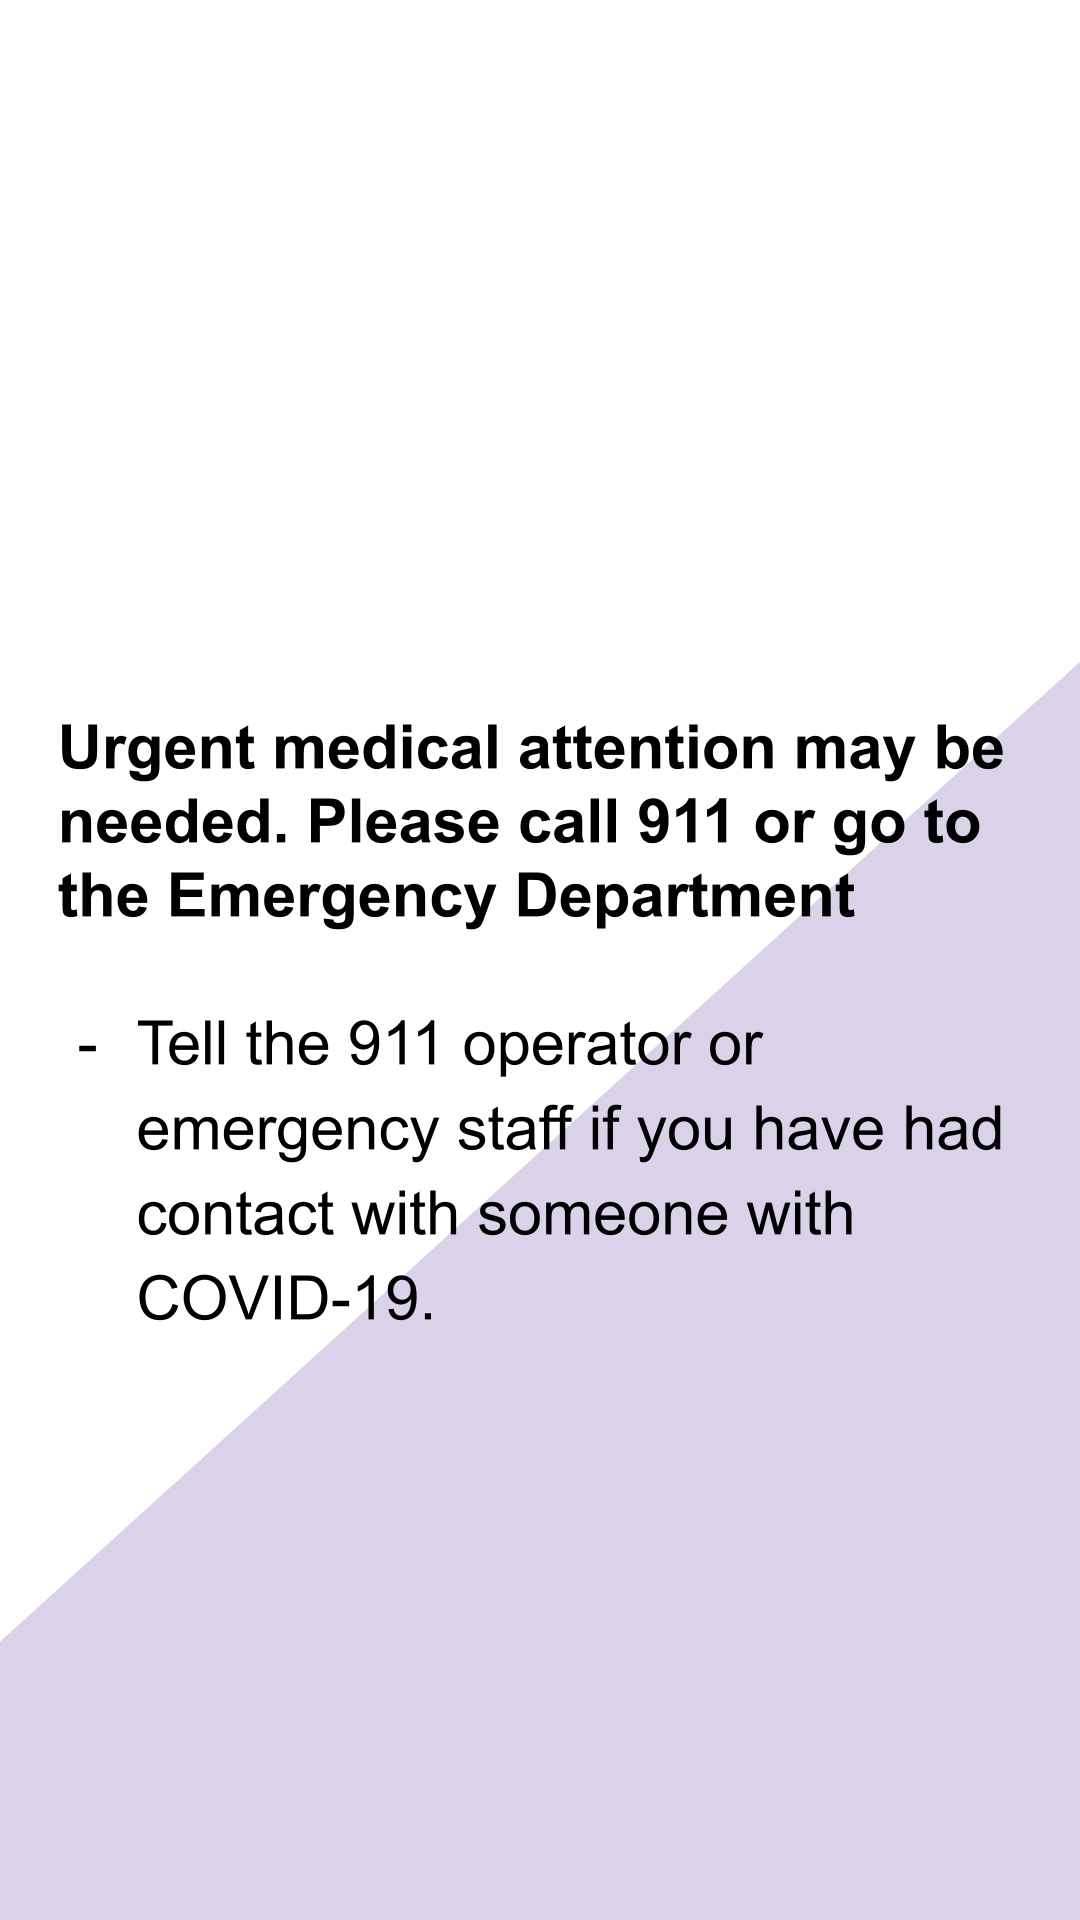 Urgent medical attention may be
needed. Please call 911 or go to
the Emergency Department
- Tell the 911 operator or
emergency staff if you have had
contact with someone with
COVID-19.